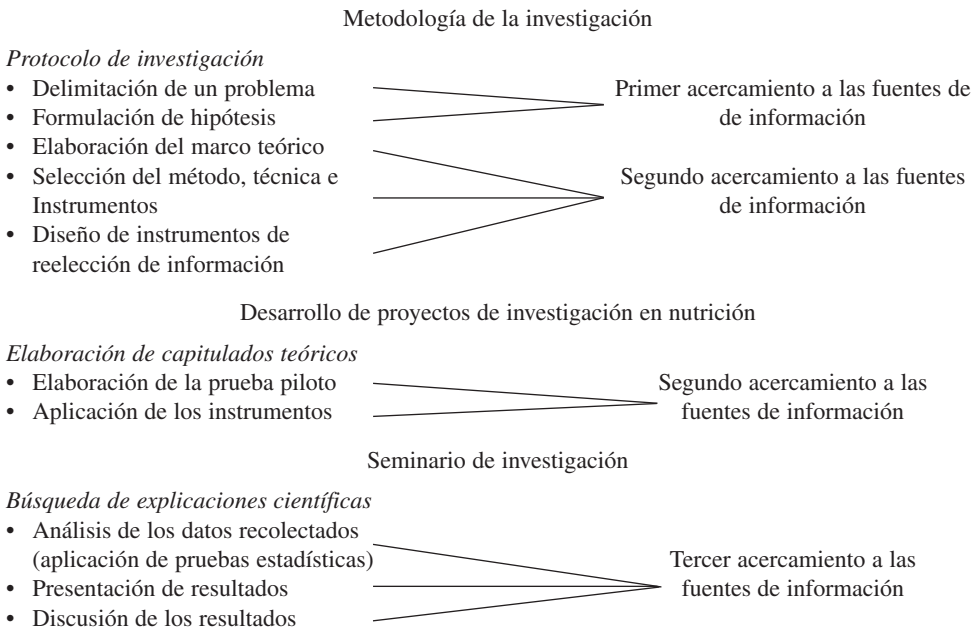 Metodología de la investigación
Protocolo de investigación
• Delimitación de un problema
• Formulación de hipótesis
Primer acercamiento a las fuentes de
de información
• Elaboración del marco teórico
• Selección del método, técnica e
Instrumentos
• Diseño de instrumentos de
reelección de información
Segundo acercamiento a las fuentes
de información
Desarrollo de proyectos de investigación en nutrición
Elaboración de capitulados teóricos
• Elaboración de la prueba piloto
• Aplicación de los instrumentos
Segundo acercamiento a las
fuentes de información
Seminario de investigación
Búsqueda de explicaciones científicas
• Análisis de los datos recolectados
(aplicación de pruebas estadísticas)
• Presentación de resultados
• Discusión de los resultados
Tercer acercamiento a las
fuentes de información